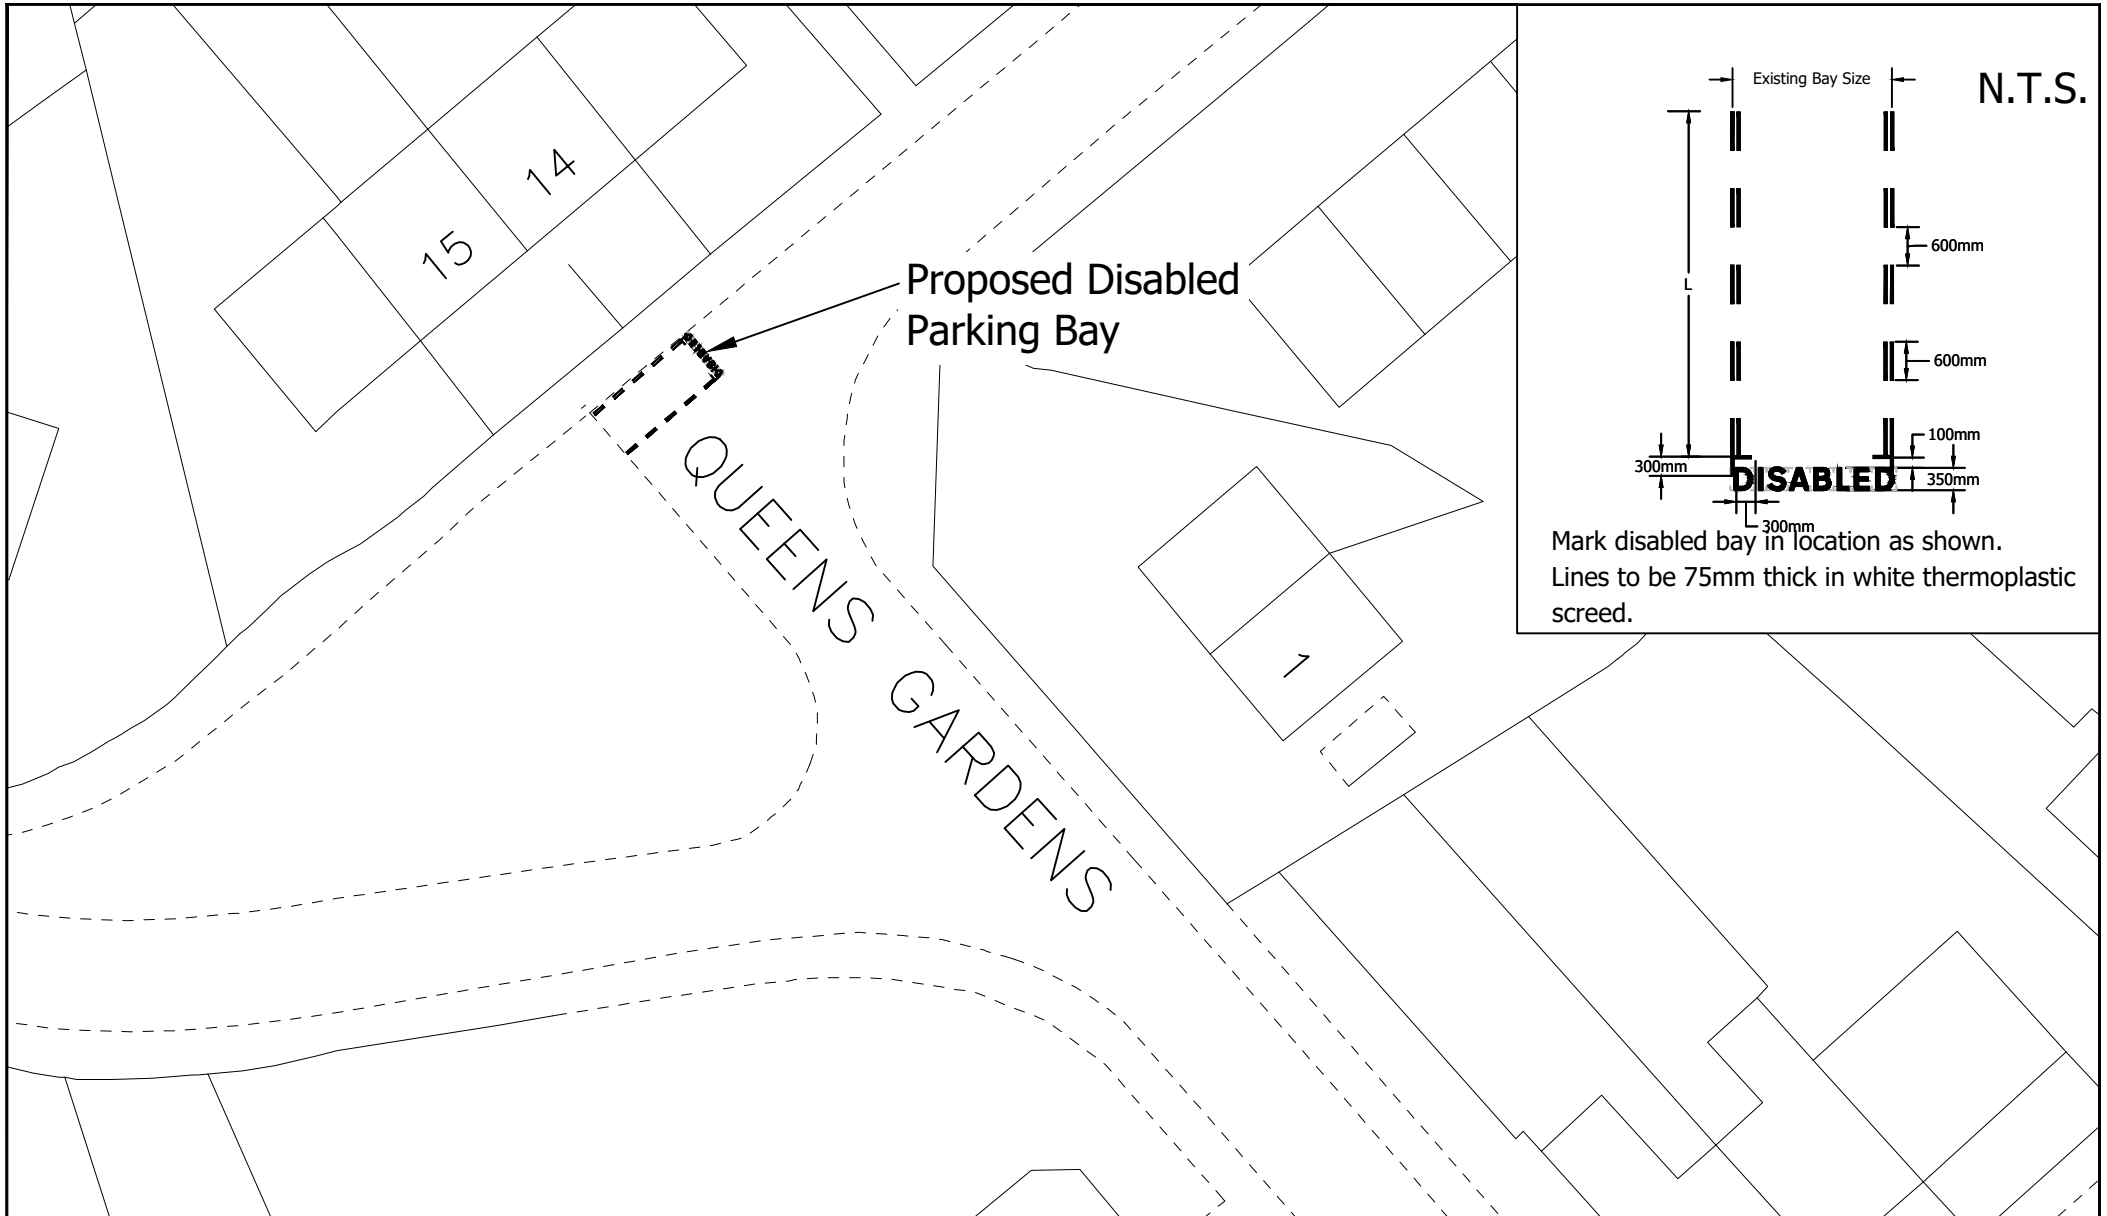 Existing Bay Size
N.T.S.
L
600mm
600mm
100mm
300mm
DISABLED
350mm
300mm
Mark disabled bay in location as shown.
Lines to be 75mm thick in white thermoplastic
screed.
14
15
Proposed Disabled
Parking Bay
QUEENS GARDENS
1